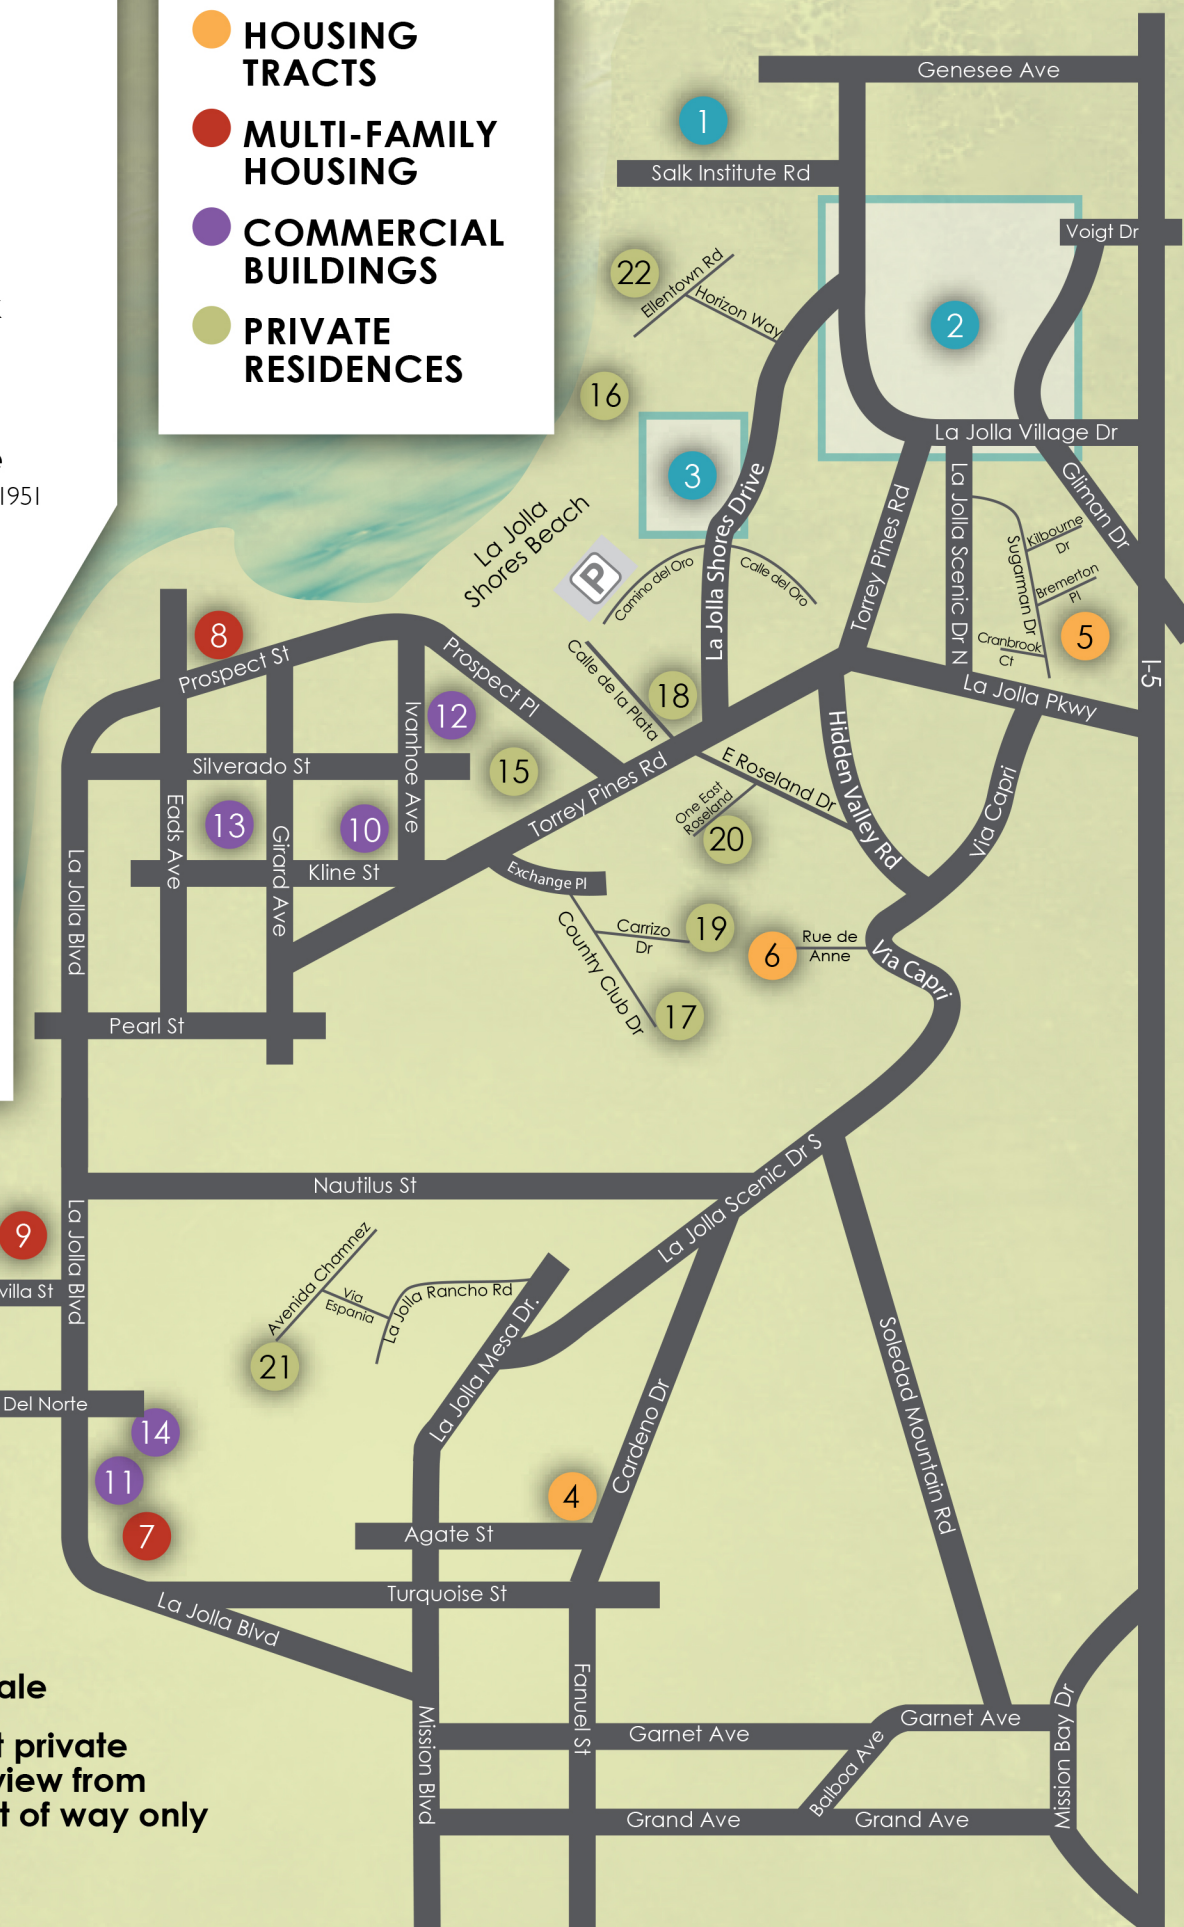 HOUSING
TRACTS
MULTI-FAMILY
HOUSING
COMMERCIAL
BUILDINGS
PRIVATE
RESIDENCES
1951
Genesee Ave
1
Salk Institute Rd
Voigt Dr
22
Ellentown Rd
Horizon Way
2
16
La Jolla Village Dr
3
La Jolla
Shores Beach
P
La Jolla Shores Drive
Camino del Oro
Calle del Oro
Torrey Pines Rd
La Jolla Scenic Dr N
Gilman Dr
Sugarman Dr
Kilbourne
Dr
Bremerton
Pl
Cranbrook
Ct
5
I-5
La Jolla Pkwy
8
Prospect St
Prospect Pl
Calle de la Plata
18
12
Ivanhoe Ave
Silverado St
15
Torrey Pines Rd
E Roseland Dr
One East
Roseland
20
Hidden Valley Rd
Via Capri
Eads Ave
13
Girard Ave
10
Kline St
La Jolla Blvd
Exchange Pl
Country Club Dr
Carrizo
Dr
19
6
Rue de
Anne
Via Capri
17
Pearl St
Nautilus St
La Jolla Scenic Dr S
9
La Jolla Blvd
villa St
Avenida Chamnez
Via
Espania
La Jolla Rancho Rd
21
La Jolla Mesa Dr.
Del Norte
14
11
7
Cardeno Dr
Soledad Mountain Rd
4
Agate St
Turquoise St
La Jolla Blvd
ale
t private
view from
t of way only
Mission Blvd
Fanuel St
Garnet Ave
Garnet Ave
Balboa Ave
Mission Bay Dr
Grand Ave
Grand Ave